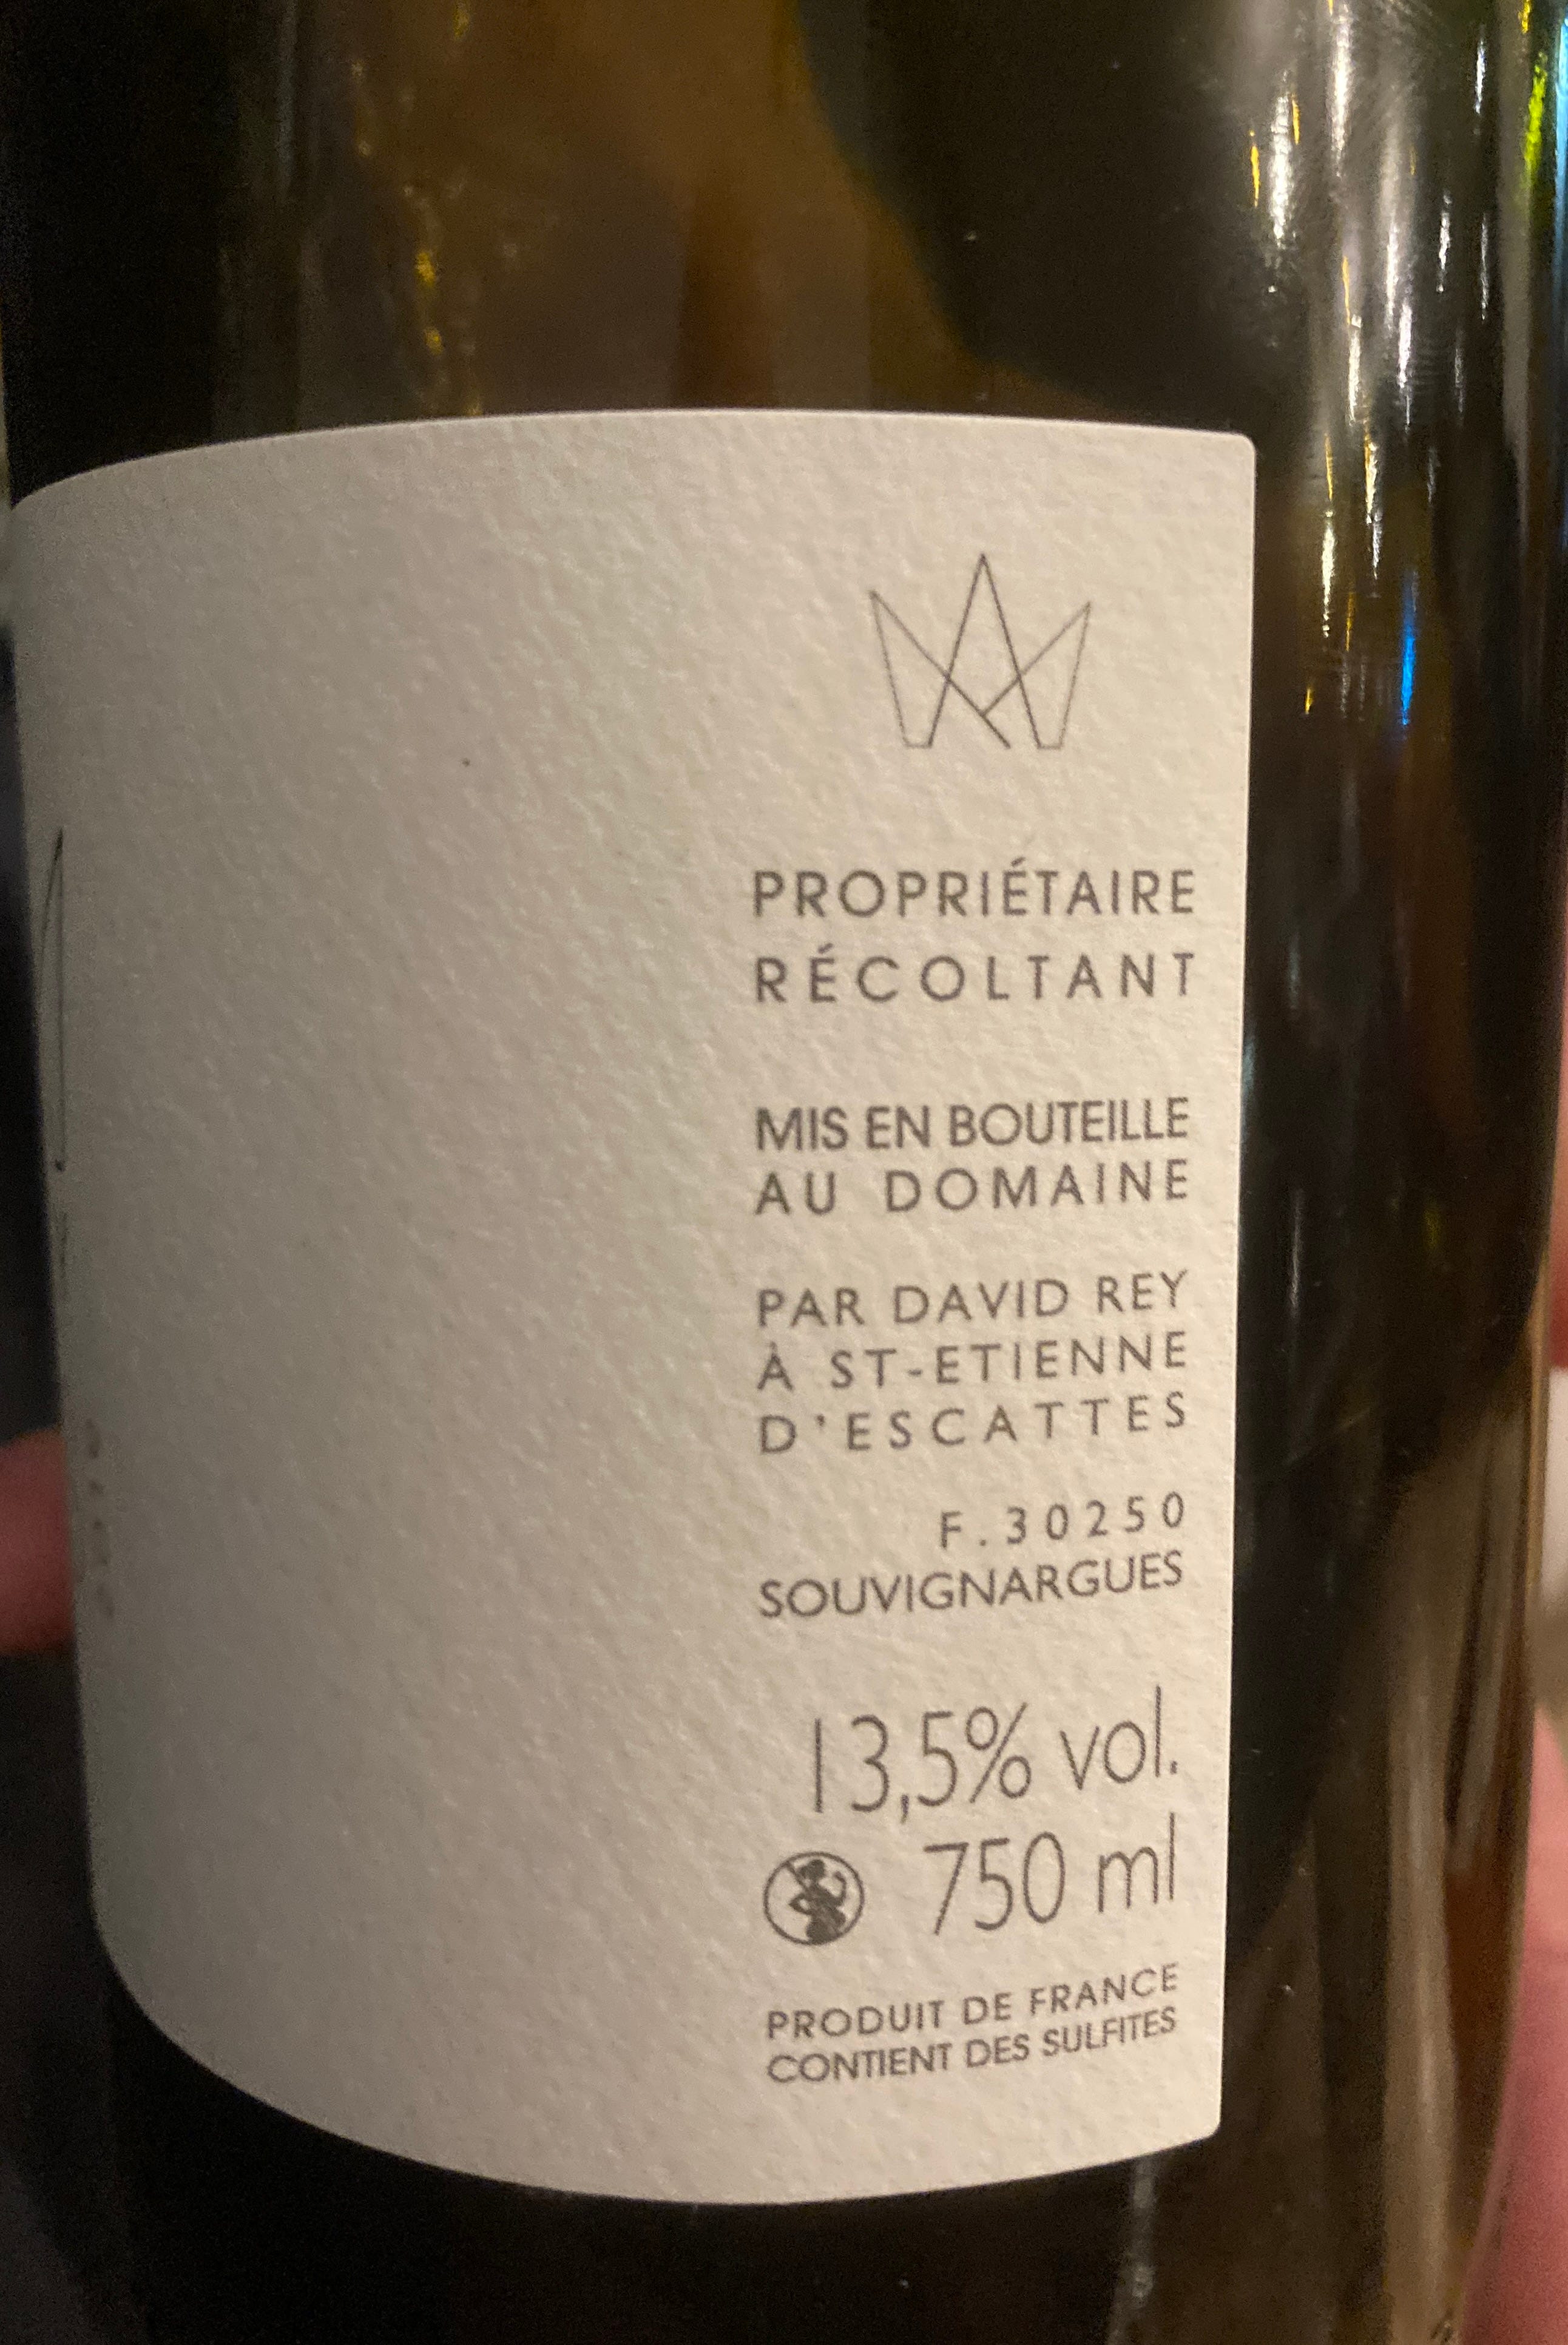 PROPRIÉTAIRE
RÉCOLTANT
MIS EN BOUTEILLE
AU DOMAINE
PAR DAVID REY
À ST-ETIENNE
D'ESCATTES
F.30250
SOUVIGNARGUES
13,5% vol.
750 ml
PRODUIT DE FRANCE
CONTIENT DES SULFITES